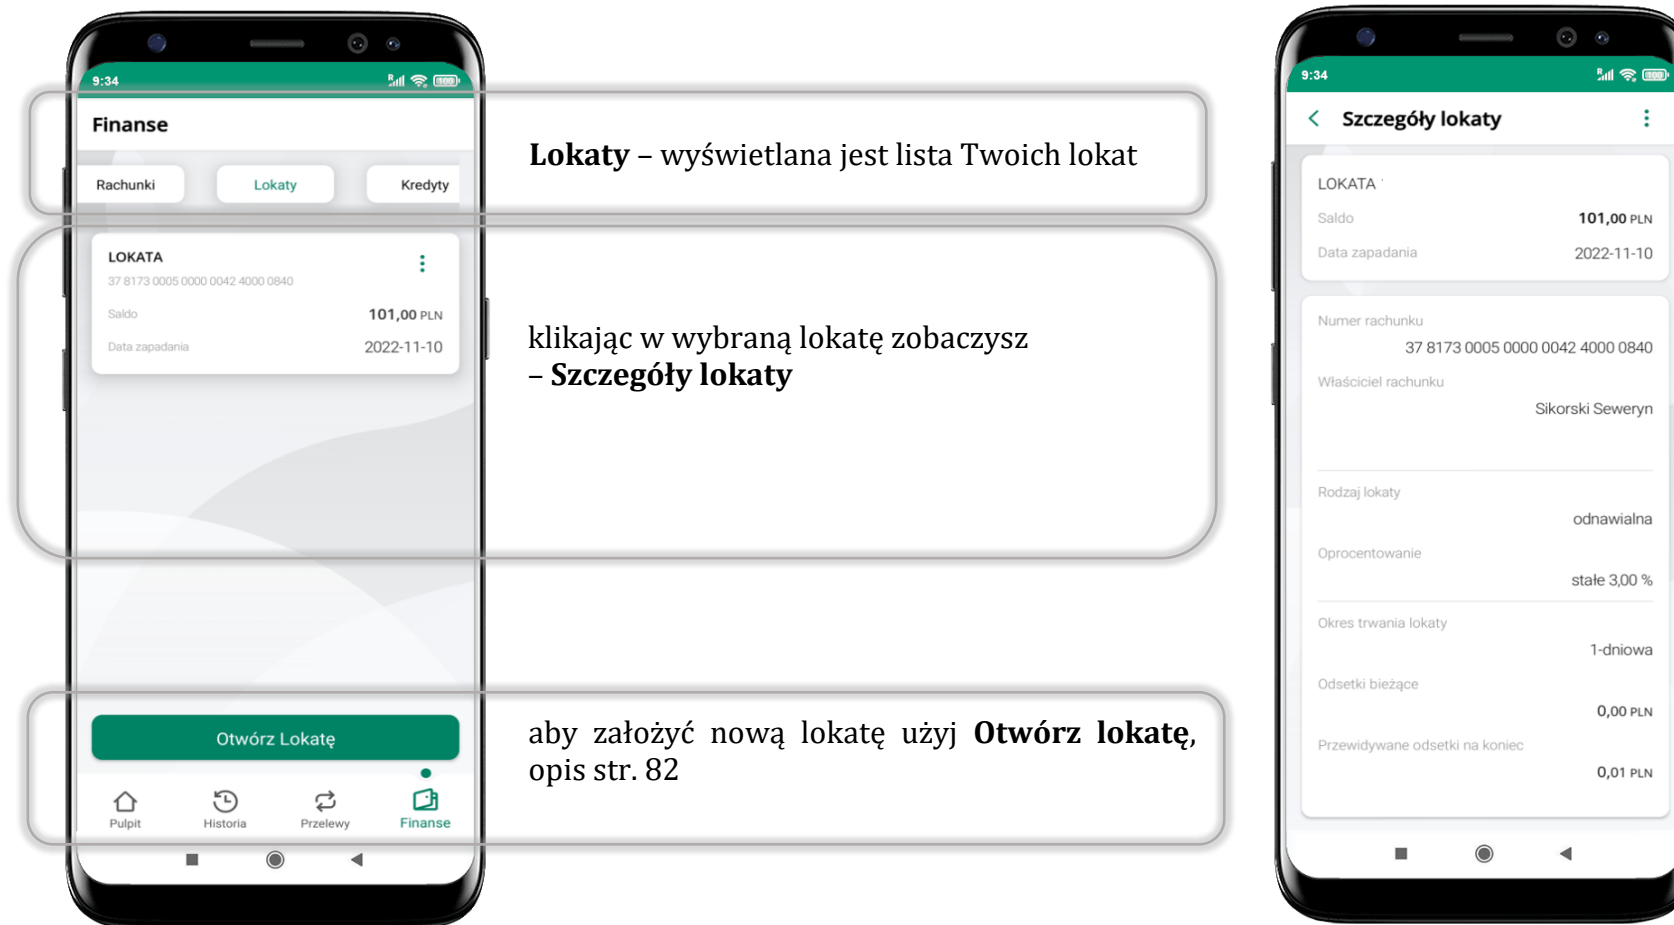 9:34
Finanse
Rachunki Lokaty Kredyty
LOKATA
37 8173 0005 0000 0042 4000 0840
Saldo 101,00 PLN
Data zapadania 2022-11-10
Otwórz Lokatę
Pulpit Historia Przelewy Finanse
Lokaty – wyświetlana jest lista Twoich lokat
klikając w wybraną lokatę zobaczysz
– Szczegóły lokaty
aby założyć nową lokatę użyj Otwórz lokatę,
opis str. 82
9:34
Szczegóły lokaty
LOKATA
Saldo 101,00 PLN
Data zapadania 2022-11-10
Numer rachunku
37 8173 0005 0000 0042 4000 0840
Właściciel rachunku
Sikorski Seweryn
Rodzaj lokaty
odnawialna
Oprocentowanie
stałe 3,00 %
Okres trwania lokaty
1-dniowa
Odsetki bieżące
0,00 PLN
Przewidywane odsetki na koniec
0,01 PLN